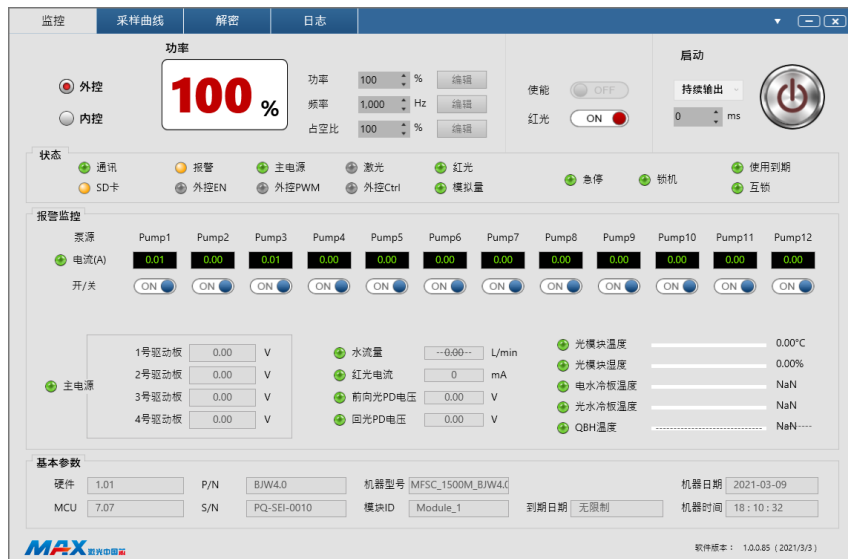 监控 采样曲线 解密 日志
功率 启动
外控 100 % 功率 100 % 编辑 使能 OFF 持续输出
频率 1,000 Hz 编辑
内控 占空比 100 % 编辑 红光 ON 0 ms
状态
通讯 报警 主电源 激光 红光 急停 锁机 使用到期
SD卡 外控EN 外控PWM 外控Ctrl 模拟量 互锁
报警监控
泵源 Pump1 Pump2 Pump3 Pump4 Pump5 Pump6 Pump7 Pump8 Pump9 Pump10 Pump11 Pump12
电流(A) 0.01 0.00 0.01 0.00 0.00 0.00 0.00 0.00 0.00 0.00 0.00 0.00
开/关 ON ON ON ON ON ON ON ON ON ON ON ON
主电源
1号驱动板 0.00 V 水流量 --0.00-- L/min 光模块温度 0.00°C
2号驱动板 0.00 V 红光电流 0 mA 光模块湿度 0.00%
3号驱动板 0.00 V 前向光PD电压 0.00 V 电水冷板温度 NaN
4号驱动板 0.00 V 回光PD电压 0.00 V 光水冷板温度 NaN
QBH温度 NaN
基本参数
硬件 1.01 P/N BJW4.0 机器型号 MFSC_1500M_BJW4.0 机器日期 2021-03-09
MCU 7.07 S/N PQ-SEI-0010 模块ID Module_1 到期日期 无限制 机器时间 18:10:32
MAX 激光中国芯 软件版本: 1.0.0.85 (2021/3/3)